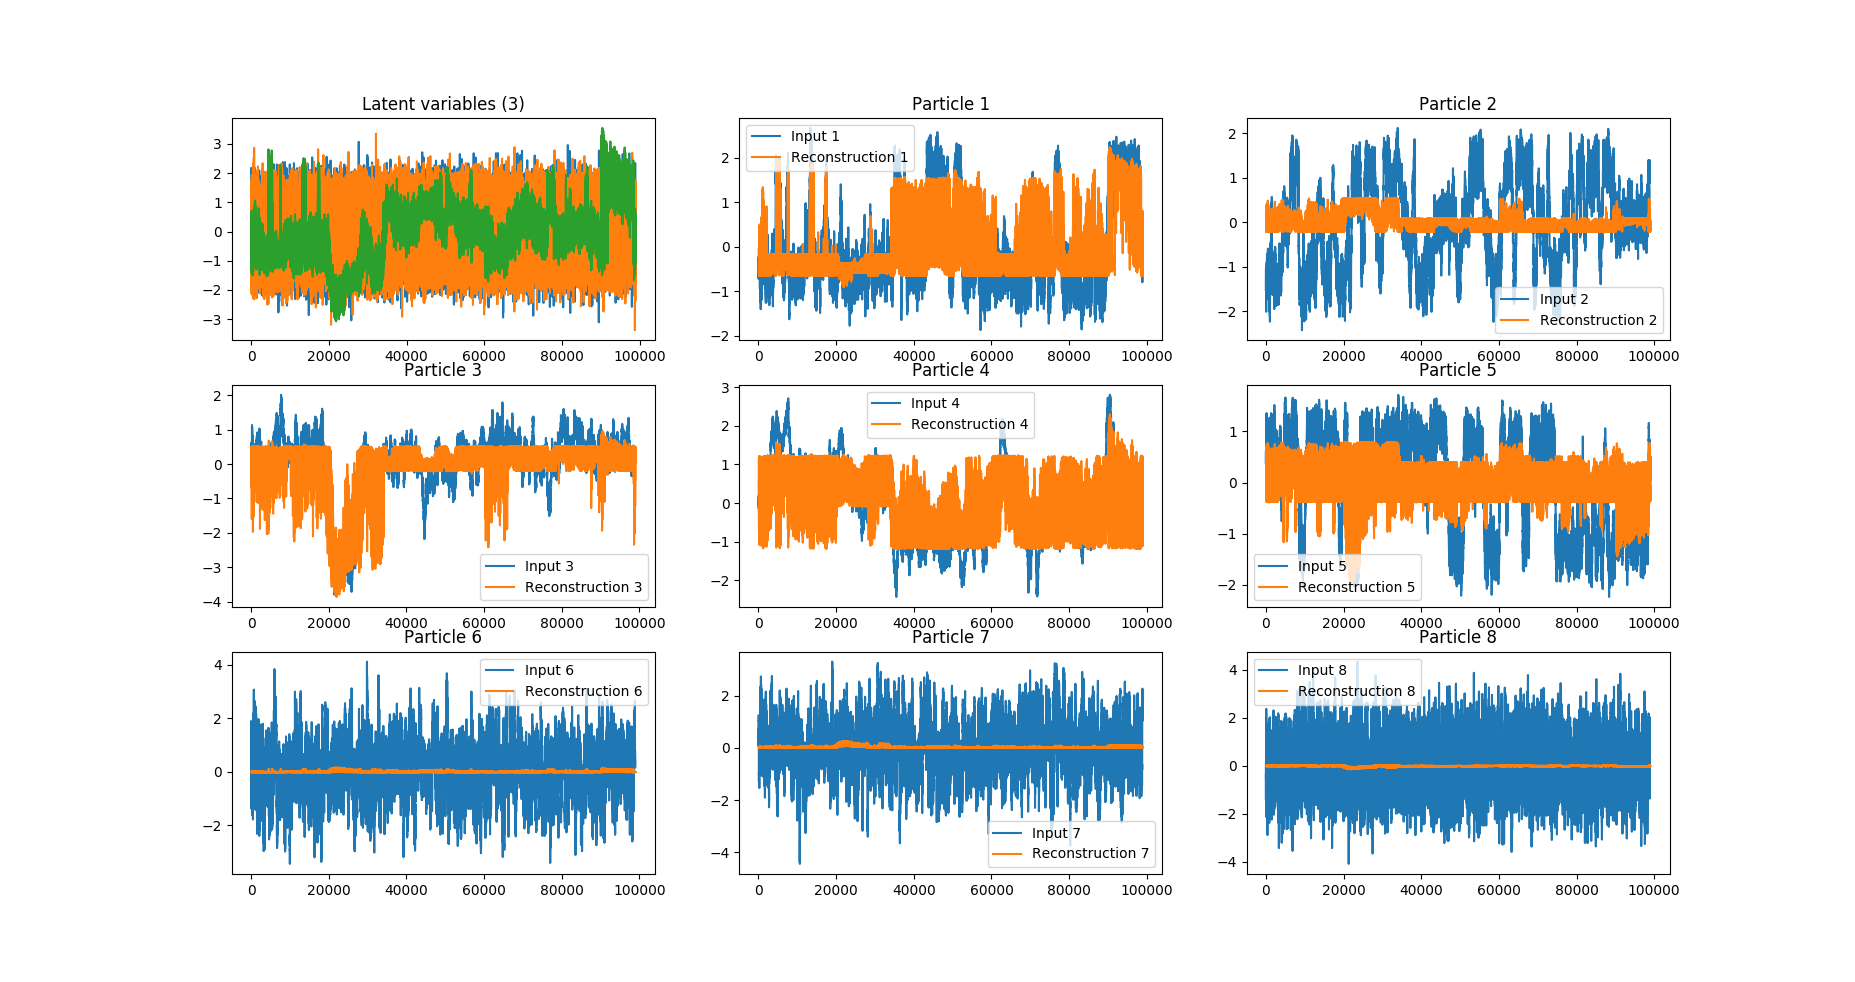 Latent variables (3)
3
2
1
0
−1
−2
−3
0 20000 40000 60000 80000 100000
Particle 1
Input 1
Reconstruction 1
2
1
0
−1
−2
0 20000 40000 60000 80000 100000
Particle 2
2
1
0
−1
−2
Input 2
Reconstruction 2
0 20000 40000 60000 80000 100000
Particle 3
2
1
0
−1
−2
−3
−4
Input 3
Reconstruction 3
0 20000 40000 60000 80000 100000
Particle 4
Input 4
Reconstruction 4
3
2
1
0
−1
−2
0 20000 40000 60000 80000 100000
Particle 5
1
0
−1
−2
Input 5
Reconstruction 5
0 20000 40000 60000 80000 100000
Particle 6
Input 6
Reconstruction 6
4
2
0
−2
0 20000 40000 60000 80000 100000
Particle 7
2
0
−2
−4
Input 7
Reconstruction 7
0 20000 40000 60000 80000 100000
Particle 8
Input 8
Reconstruction 8
4
2
0
−2
−4
0 20000 40000 60000 80000 100000